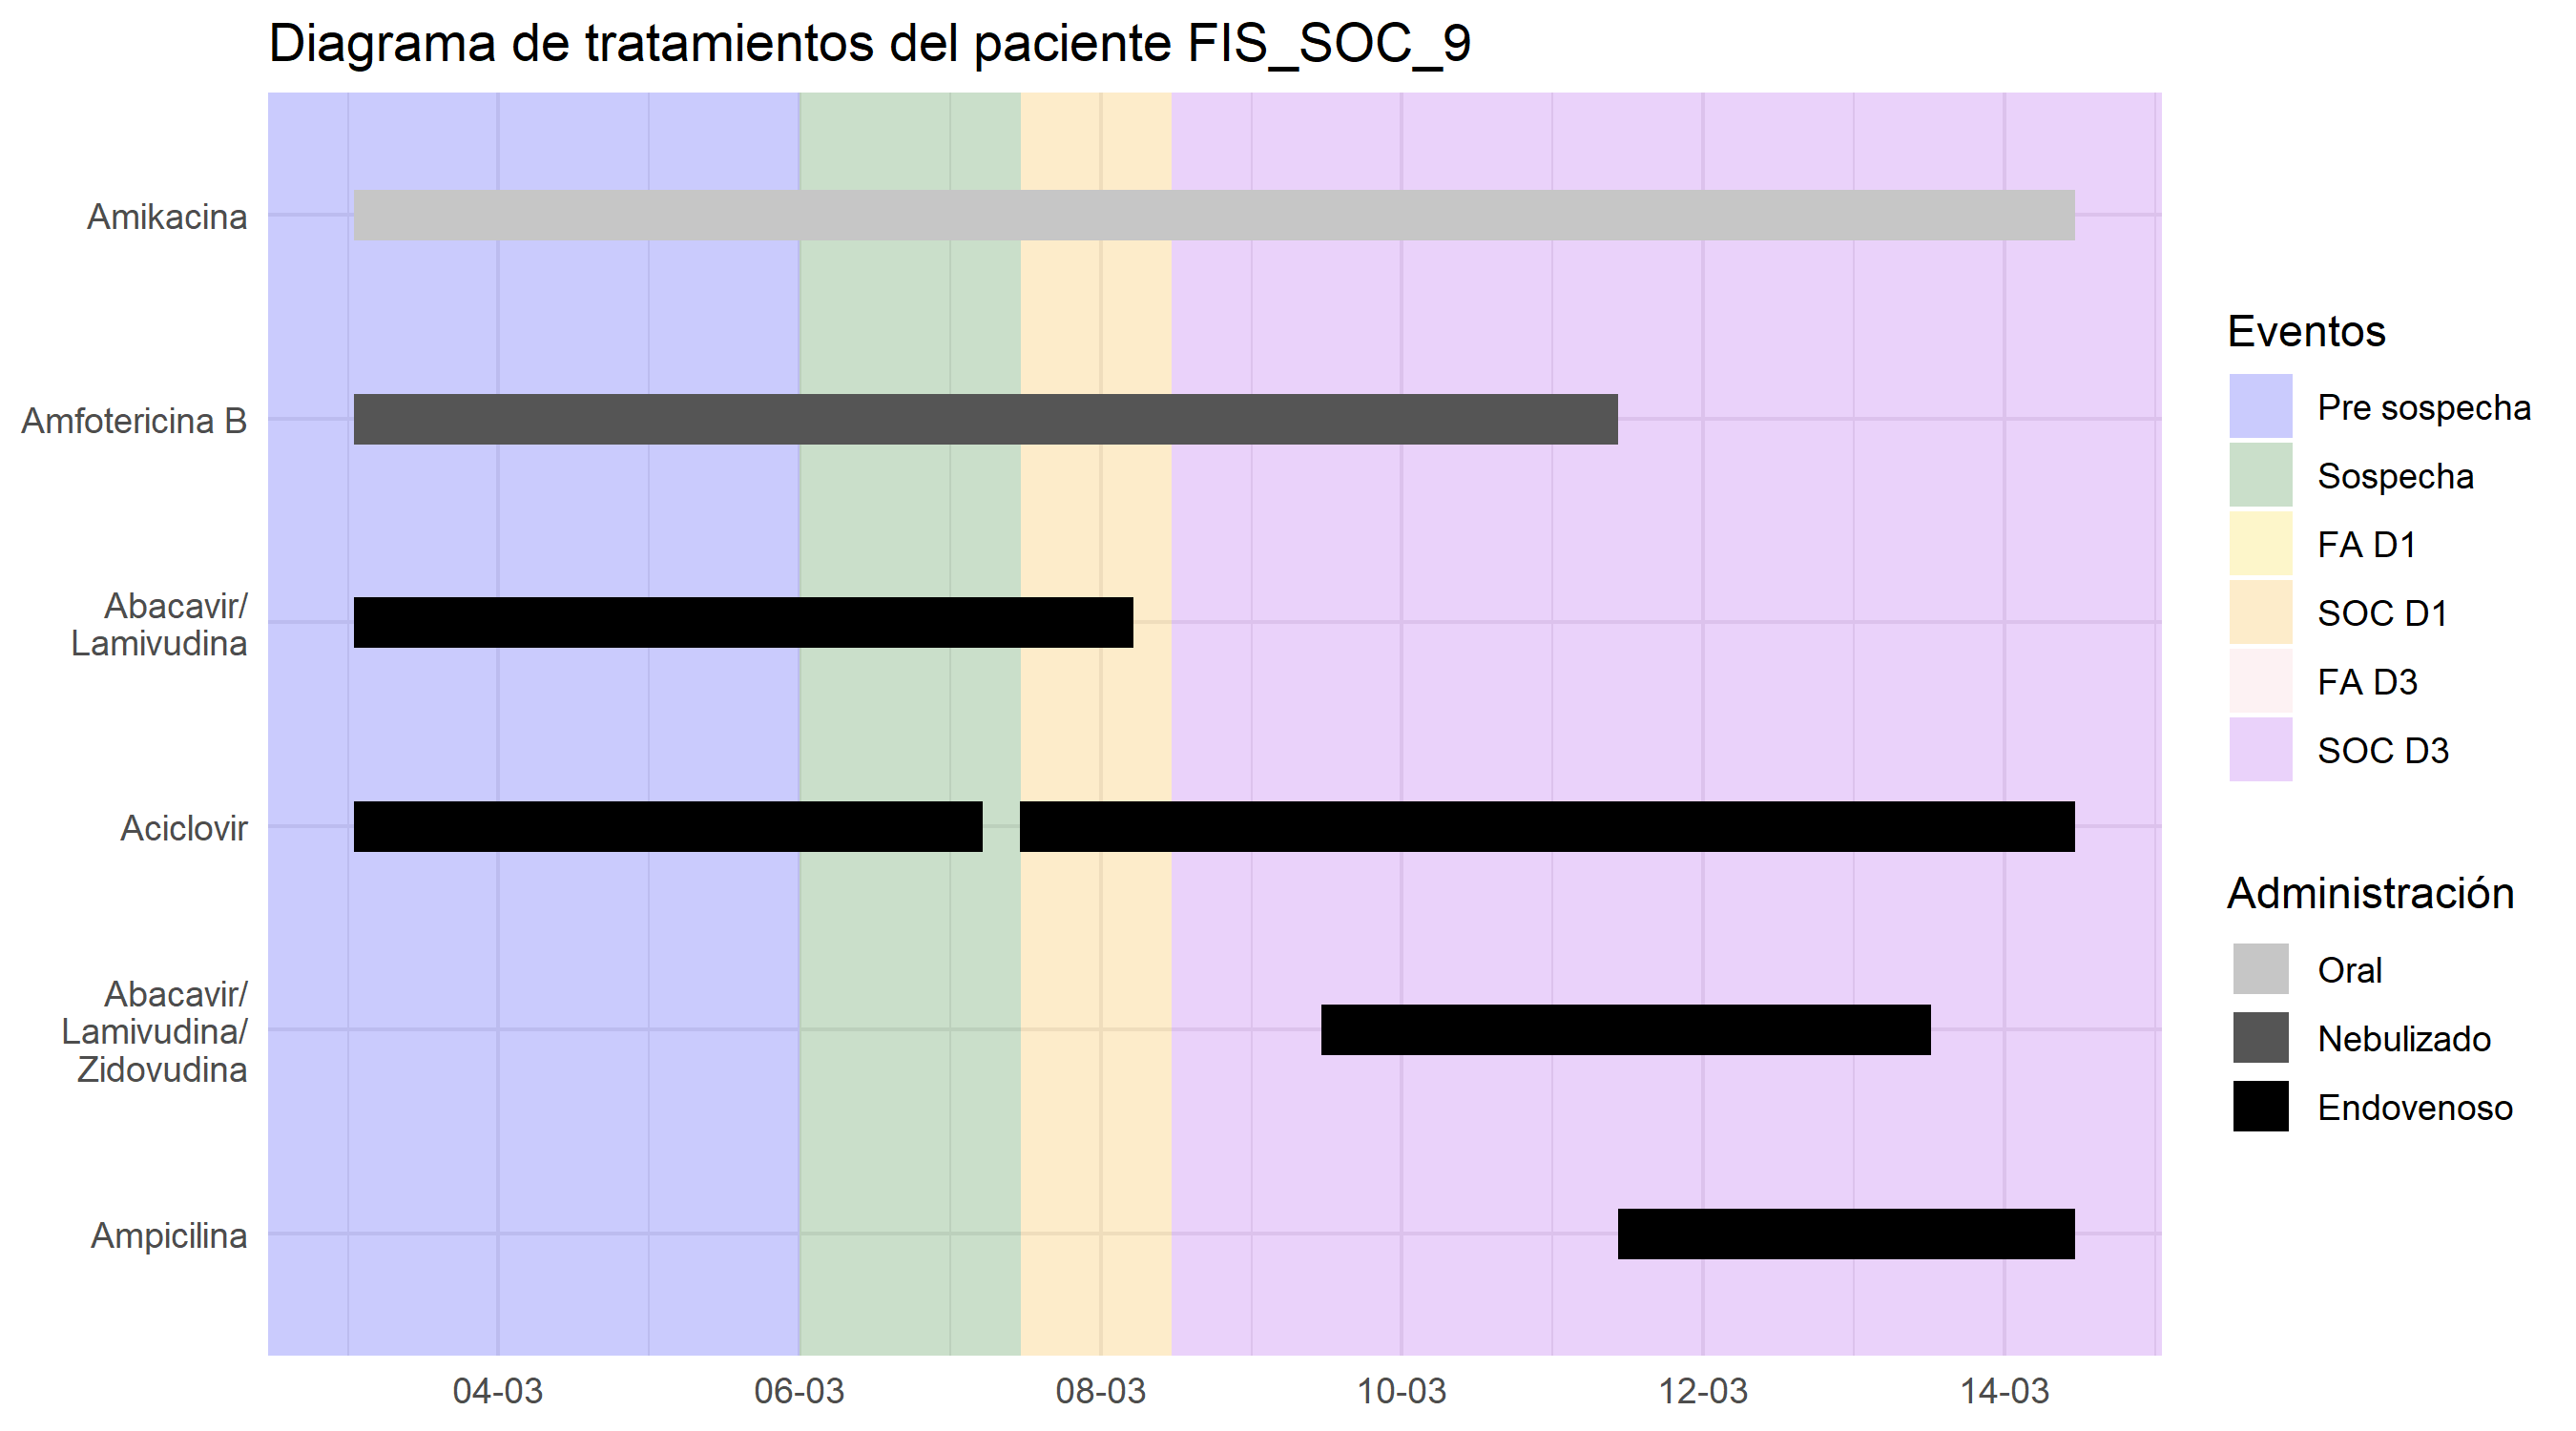 Diagrama de tratamientos del paciente FIS_SOC_9
Amikacina
Amfotericina B
Abacavir/
Lamivudina
Aciclovir
Abacavir/
Lamivudina/
Zidovudina
Ampicilina
04-03
06-03
08-03
10-03
12-03
14-03
Eventos
Pre sospecha
Sospecha
FA D1
SOC D1
FA D3
SOC D3
Administración
Oral
Nebulizado
Endovenoso